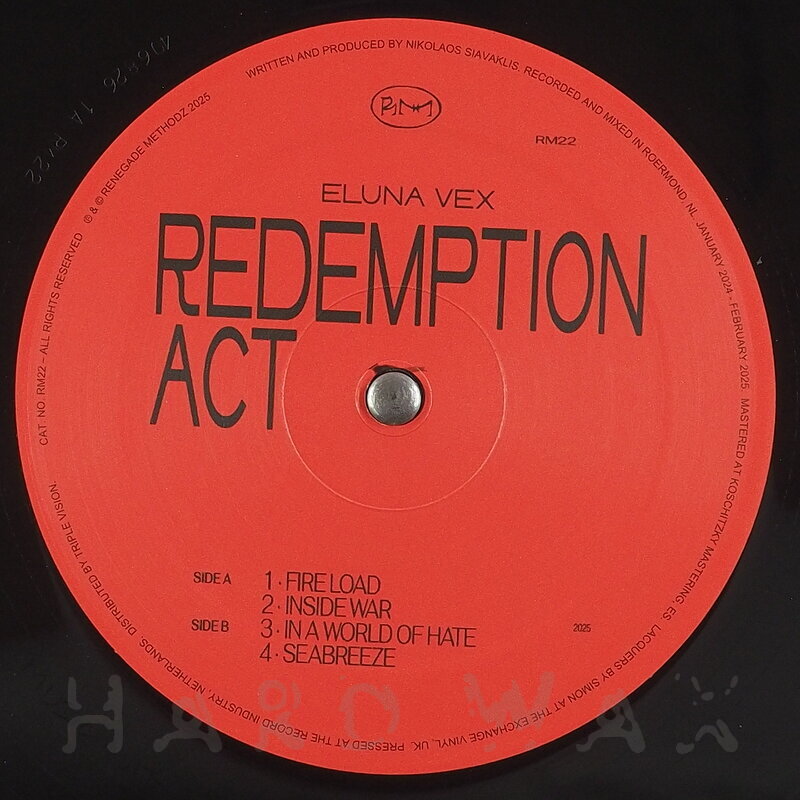 WRITTEN AND PRODUCED BY NIKOLAOS SIAVAKLIS. RECORDED AND MIXED IN ROERMOND, NL. JANUARY 2024 - FEBRUARY 2025. MASTERED AT KOSCHITZKY MASTERING, ES. LACQUERS BY SIMON AT THE EXCHANGE VINYL, UK. PRESSED AT THE RECORD INDUSTRY NETHERLANDS. DISTRIBUTED BY TRIPLE VISION
CAT. NO. RM22 – ALL RIGHTS RESERVED ℗ & © RENEGADE METHODZ 2025
RM22
ELUNA VEX
REDEMPTION
ACT
SIDE A 1 · FIRE LOAD
2 · INSIDE WAR
SIDE B 3 · IN A WORLD OF HATE 2025
4 · SEABREEZE
HARD WAX